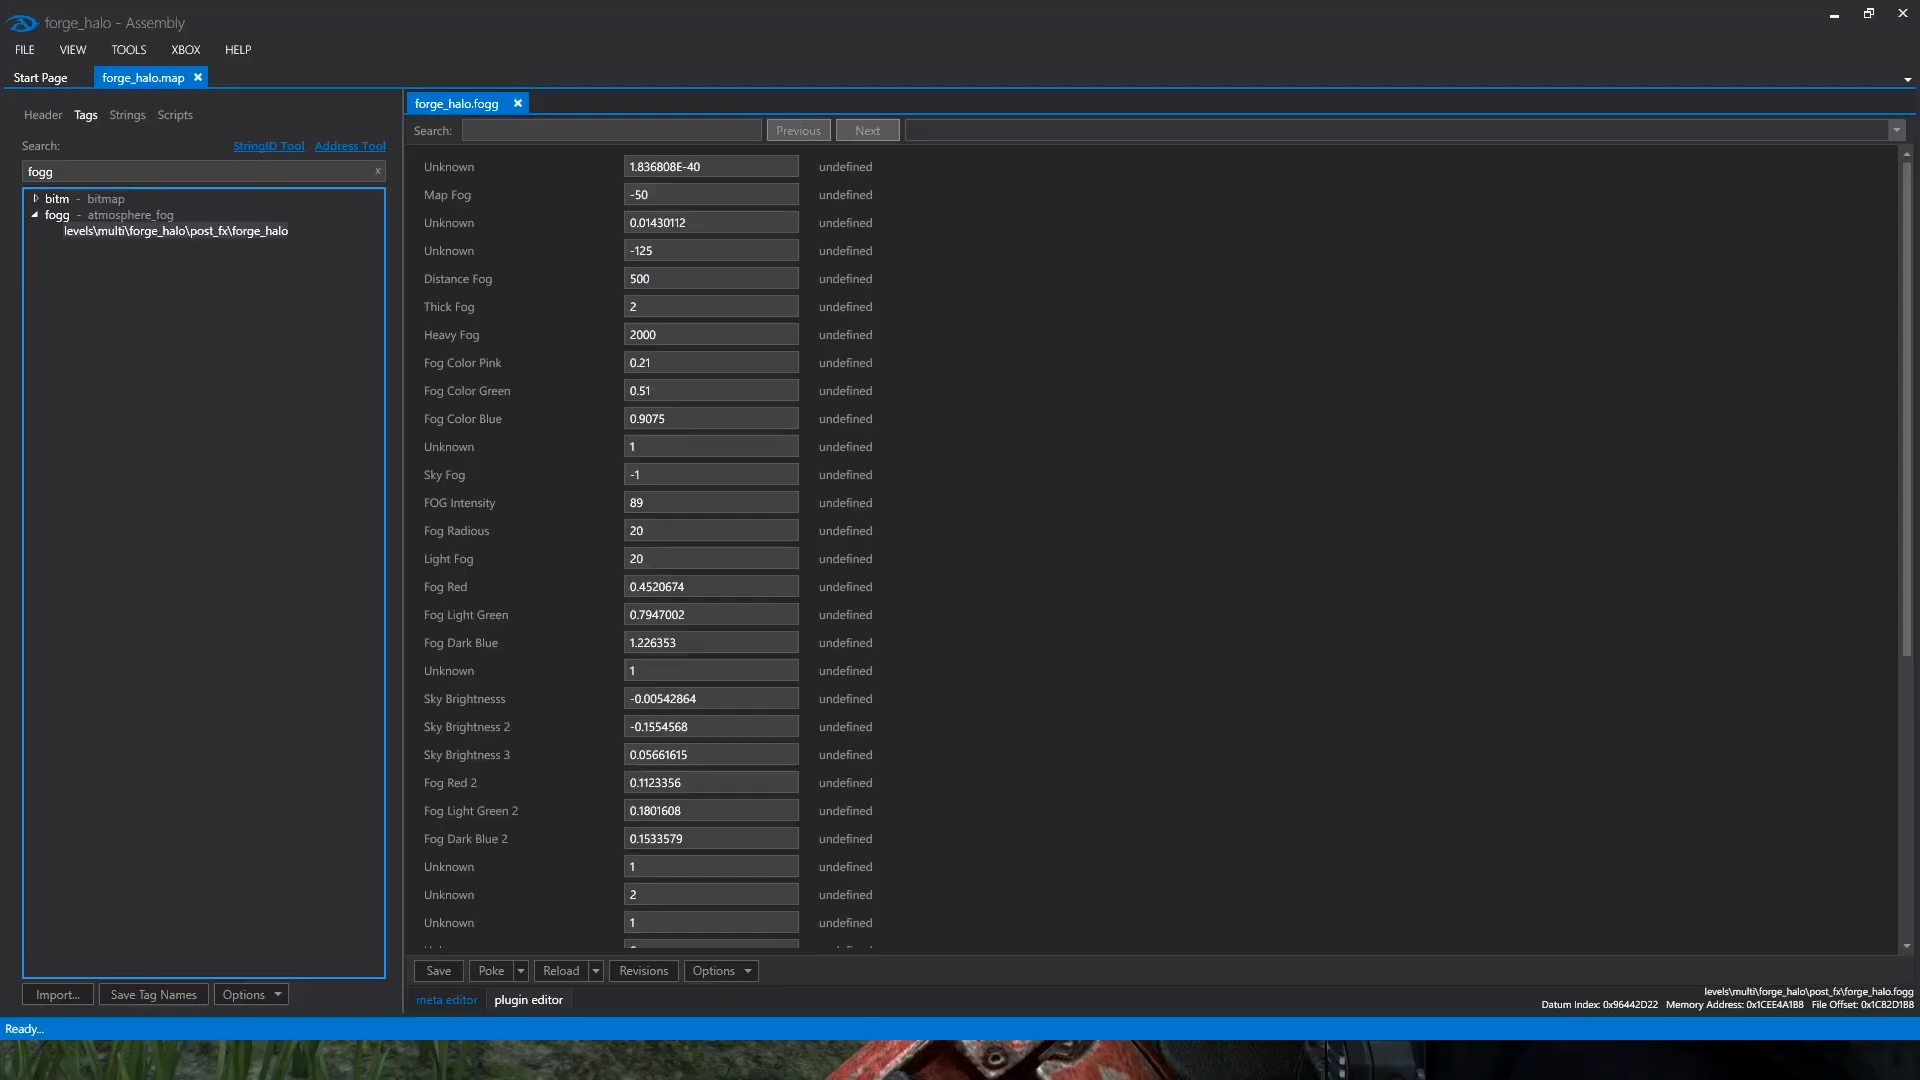 forge_halo - Assembly
FILE VIEW TOOLS XBOX HELP
Start Page forge_halo.map
Header Tags Strings Scripts
Search: StringID Tool Address Tool
fogg x
bitm - bitmap
fogg - atmosphere_fog
levels\multi\forge_halo\post_fx\forge_halo
Import... Save Tag Names Options
forge_halo.fogg
Search: Previous Next
Unknown 1.836808E-40 undefined
Map Fog -50 undefined
Unknown 0.01430112 undefined
Unknown -125 undefined
Distance Fog 500 undefined
Thick Fog 2 undefined
Heavy Fog 2000 undefined
Fog Color Pink 0.21 undefined
Fog Color Green 0.51 undefined
Fog Color Blue 0.9075 undefined
Unknown 1 undefined
Sky Fog -1 undefined
FOG Intensity 89 undefined
Fog Radious 20 undefined
Light Fog 20 undefined
Fog Red 0.4520674 undefined
Fog Light Green 0.7947002 undefined
Fog Dark Blue 1.226353 undefined
Unknown 1 undefined
Sky Brightnesss -0.00542864 undefined
Sky Brightness 2 -0.1554568 undefined
Sky Brightness 3 0.05661615 undefined
Fog Red 2 0.1123356 undefined
Fog Light Green 2 0.1801608 undefined
Fog Dark Blue 2 0.1533579 undefined
Unknown 1 undefined
Unknown 2 undefined
Unknown 1 undefined
Save Poke Reload Revisions Options
meta editor plugin editor
levels\multi\forge_halo\post_fx\forge_halo.fogg
Datum Index: 0x96442D22 Memory Address: 0x1CEE4A1B8 File Offset: 0x1C82D1B8
Ready...